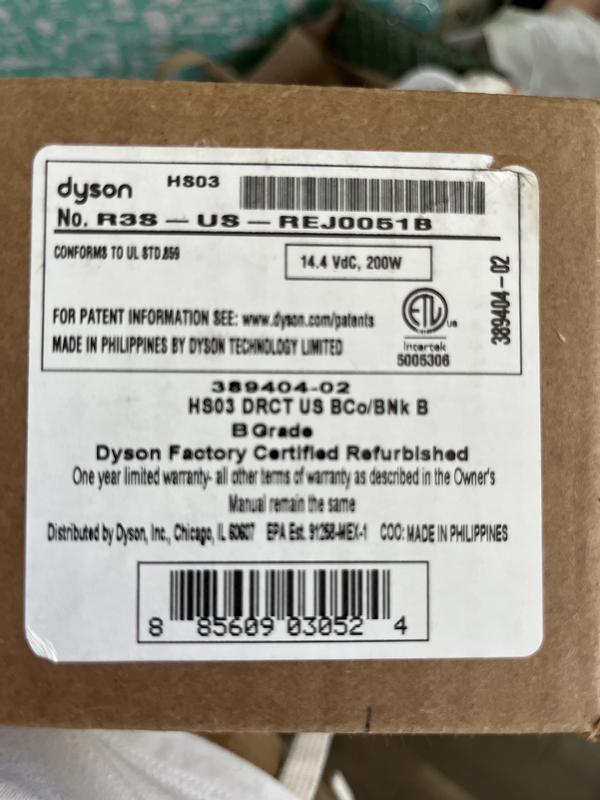 dyson HS03
No. R3S - US - REJ0051B
CONFORMS TO UL STD.859
14.4 VdC, 200W
389404-02
FOR PATENT INFORMATION SEE: www.dyson.com/patents
MADE IN PHILIPPINES BY DYSON TECHNOLOGY LIMITED
ETL us
Intertek
5005306
389404-02
HS03 DRCT US BCo/BNk B
B Grade
Dyson Factory Certified Refurbished
One year limited warranty- all other terms of warranty as described in the Owner's
Manual remain the same
Distributed by Dyson, Inc., Chicago, IL 60607 EPA Est. 91258-MEX-1 COO: MADE IN PHILIPPINES
8 85609 03052 4